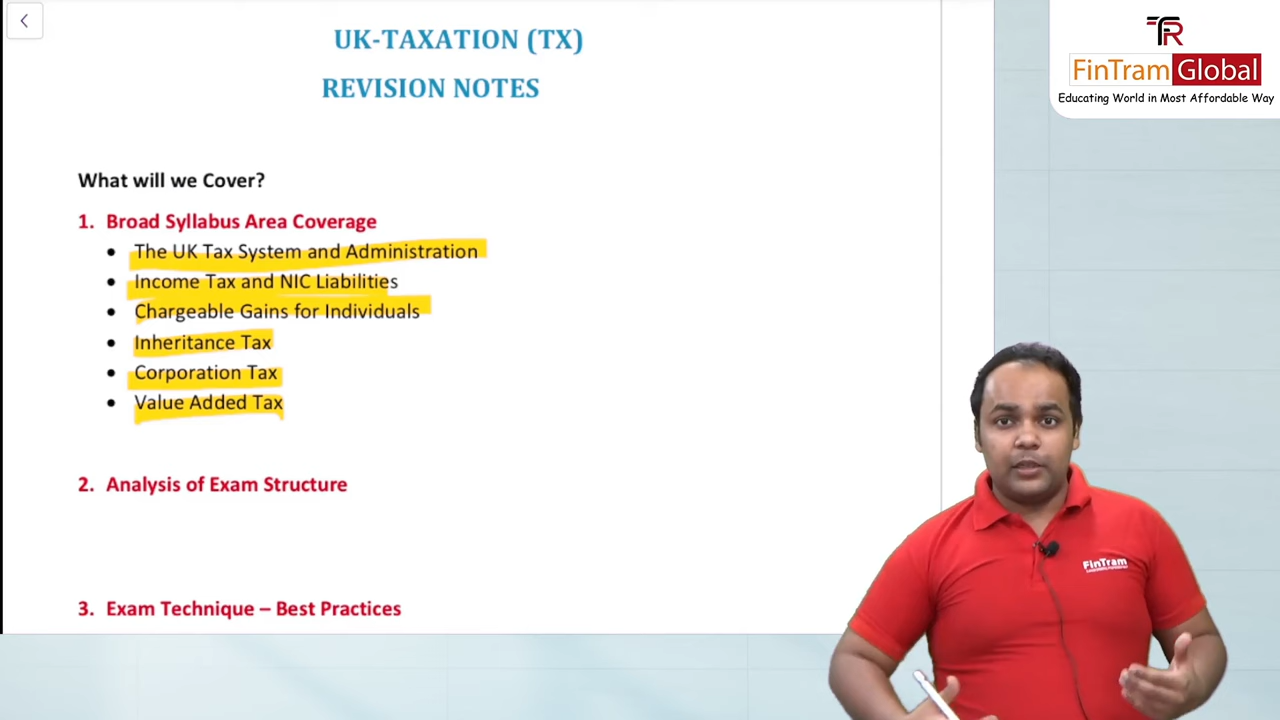 UK-TAXATION (TX)
REVISION NOTES
What will we Cover?
1. Broad Syllabus Area Coverage
• The UK Tax System and Administration
• Income Tax and NIC Liabilities
• Chargeable Gains for Individuals
• Inheritance Tax
• Corporation Tax
• Value Added Tax
2. Analysis of Exam Structure
3. Exam Technique – Best Practices
FinTram Global
Educating World in Most Affordable Way
FinTram